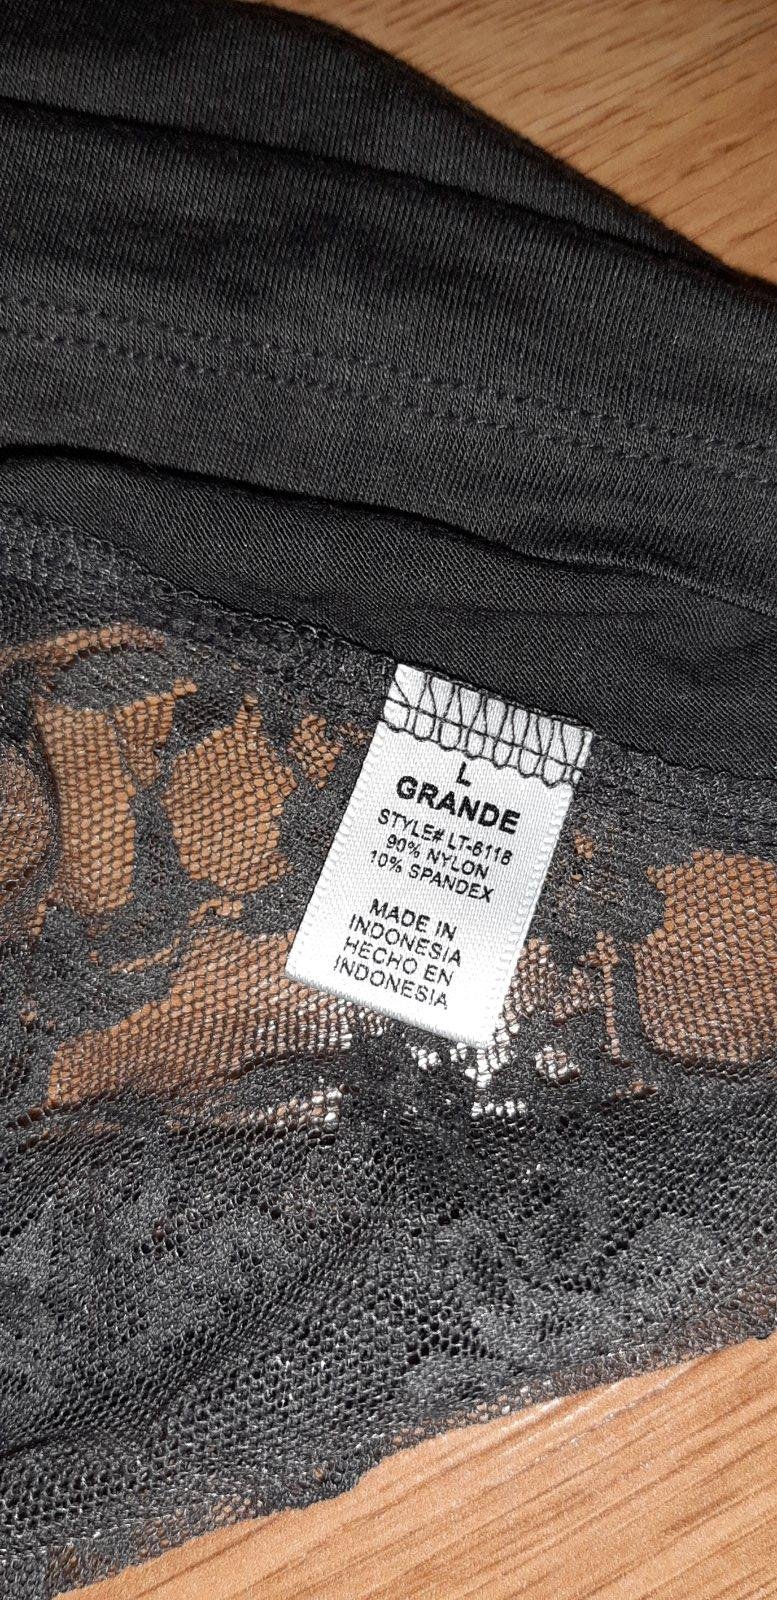 L
GRANDE
STYLE# LT-6118
90% NYLON
10% SPANDEX
MADE IN
INDONESIA
HECHO EN
INDONESIA